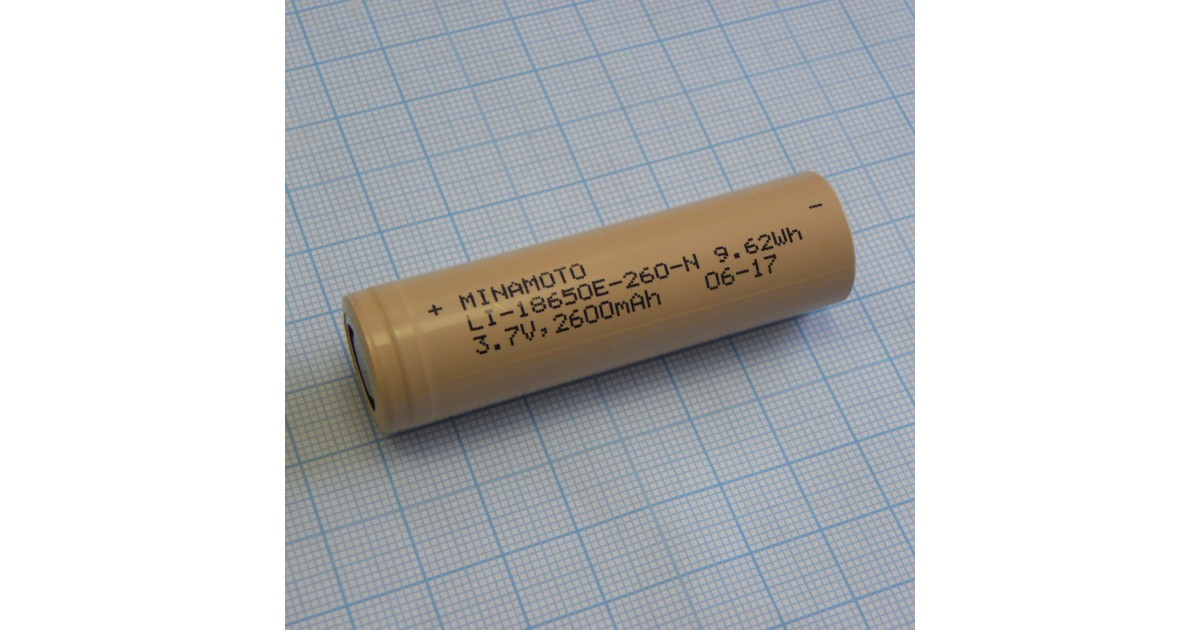 + MINAMOTO -
LI-18650E-260-N 9.62Wh
3.7V,2600mAh 06-17